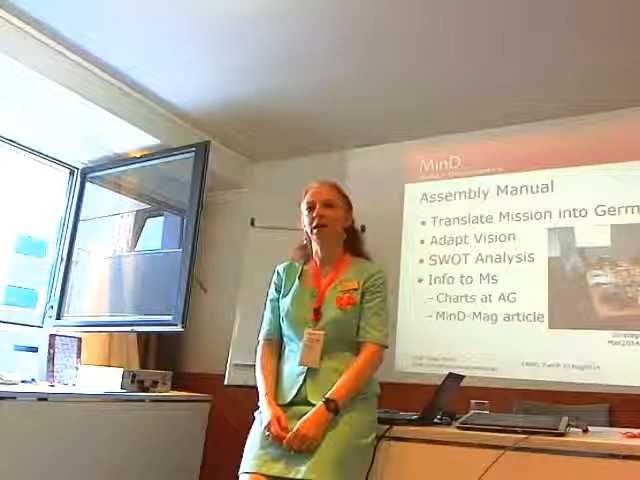 MinD
Assembly Manual
• Translate Mission into Germ
• Adapt Vision
• SWOT Analysis
• Info to Ms
– Charts at AG
– MinD-Mag article